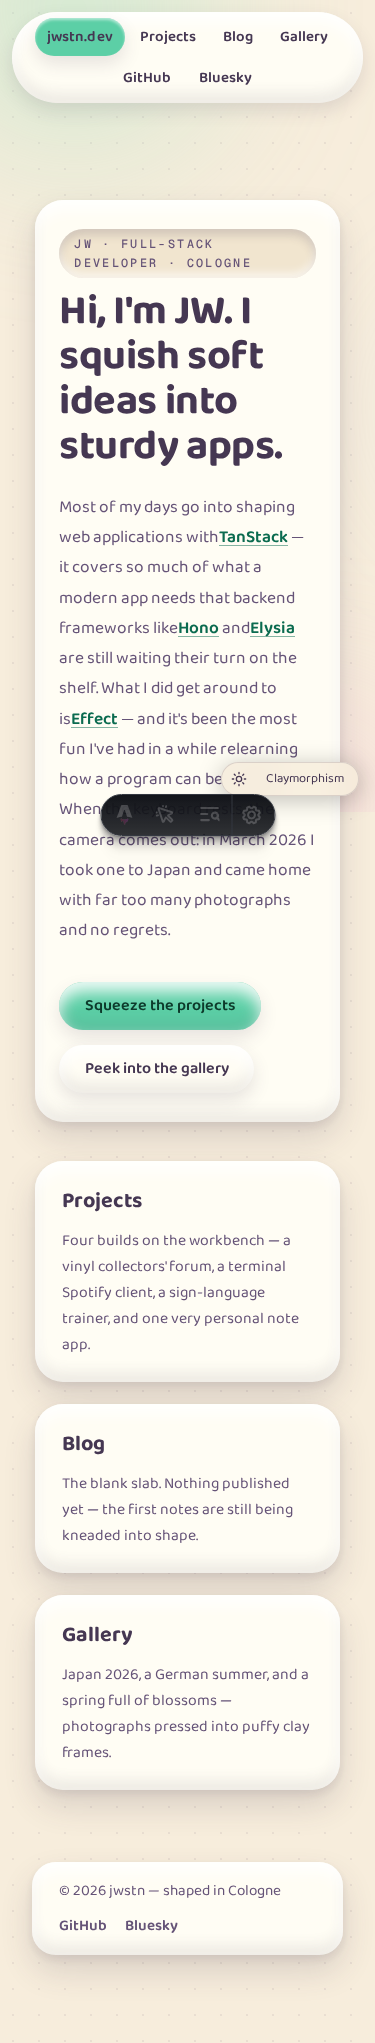 jwstn.dev Projects Blog Gallery
GitHub Bluesky
JW · FULL-STACK
DEVELOPER · COLOGNE
Hi, I'm JW. I
squish soft
ideas into
sturdy apps.
Most of my days go into shaping
web applications withTanStack —
it covers so much of what a
modern app needs that backend
frameworks likeHono andElysia
are still waiting their turn on the
shelf. What I did get around to
isEffect — and it's been the most
fun I've had in a while relearning
how a program can be
Claymorphism
When
camera comes out: in March 2026 I
took one to Japan and came home
with far too many photographs
and no regrets.
Squeeze the projects
Peek into the gallery
Projects
Four builds on the workbench — a
vinyl collectors' forum, a terminal
Spotify client, a sign-language
trainer, and one very personal note
app.
Blog
The blank slab. Nothing published
yet — the first notes are still being
kneaded into shape.
Gallery
Japan 2026, a German summer, and a
spring full of blossoms —
photographs pressed into puffy clay
frames.
© 2026 jwstn — shaped in Cologne
GitHub Bluesky